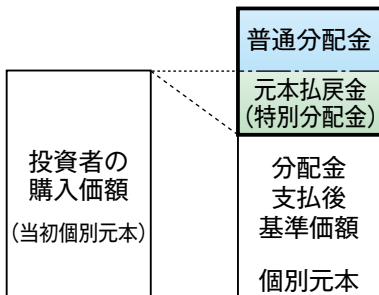 普通分配金
元本払戻金
(特別分配金)
投資者の
購入価額
(当初個別元本)
分配金
支払後
基準価額
個別元本